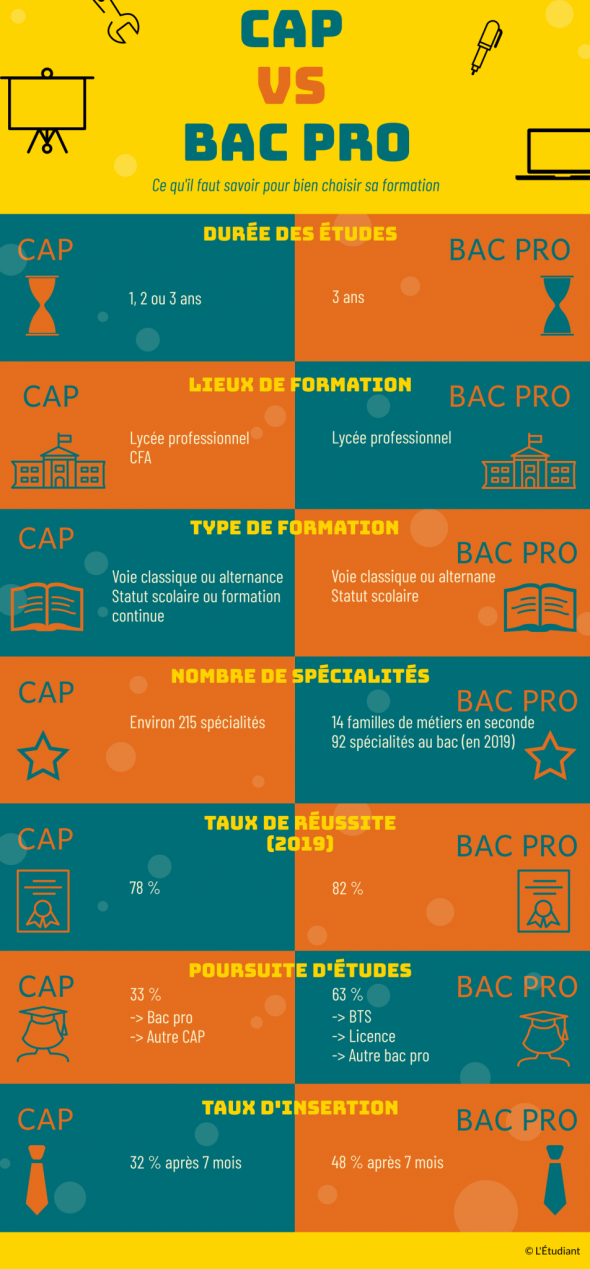 CAP
VS
BAC PRO
Ce qu'il faut savoir pour bien choisir sa formation
DURÉE DES ÉTUDES
CAP
BAC PRO
1, 2 ou 3 ans
3 ans
LIEUX DE FORMATION
CAP
BAC PRO
Lycée professionnel
CFA
Lycée professionnel
TYPE DE FORMATION
CAP
BAC PRO
Voie classique ou alternance
Statut scolaire ou formation
continue
Voie classique ou alternane
Statut scolaire
NOMBRE DE SPÉCIALITÉS
CAP
BAC PRO
Environ 215 spécialités
14 familles de métiers en seconde
92 spécialités au bac (en 2019)
TAUX DE RÉUSSITE
(2019)
CAP
BAC PRO
78 %
82 %
POURSUITE D'ÉTUDES
CAP
BAC PRO
33 %
-> Bac pro
-> Autre CAP
63 %
-> BTS
-> Licence
-> Autre bac pro
TAUX D'INSERTION
CAP
BAC PRO
32 % après 7 mois
48 % après 7 mois
© L'Étudiant